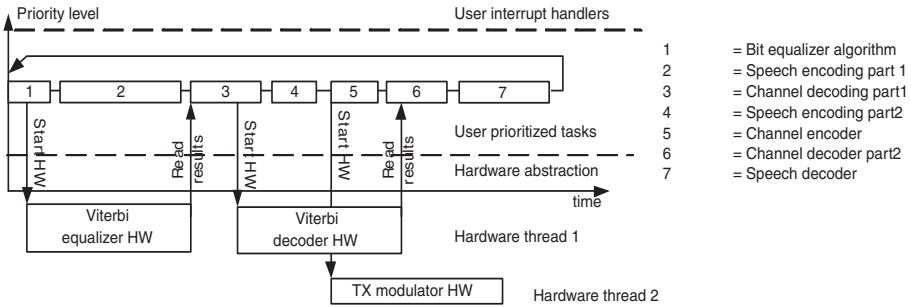 Priority level
User interrupt handlers
1 = Bit equalizer algorithm
2 = Speech encoding part 1
3 = Channel decoding part1
4 = Speech encoding part2
5 = Channel encoder
6 = Channel decoder part2
7 = Speech decoder
1
2
3
4
5
6
7
Start HW
Read
results
Start HW
Start HW
Read
results
User prioritized tasks
Hardware abstraction
time
Viterbi
equalizer HW
Viterbi
decoder HW
Hardware thread 1
TX modulator HW
Hardware thread 2